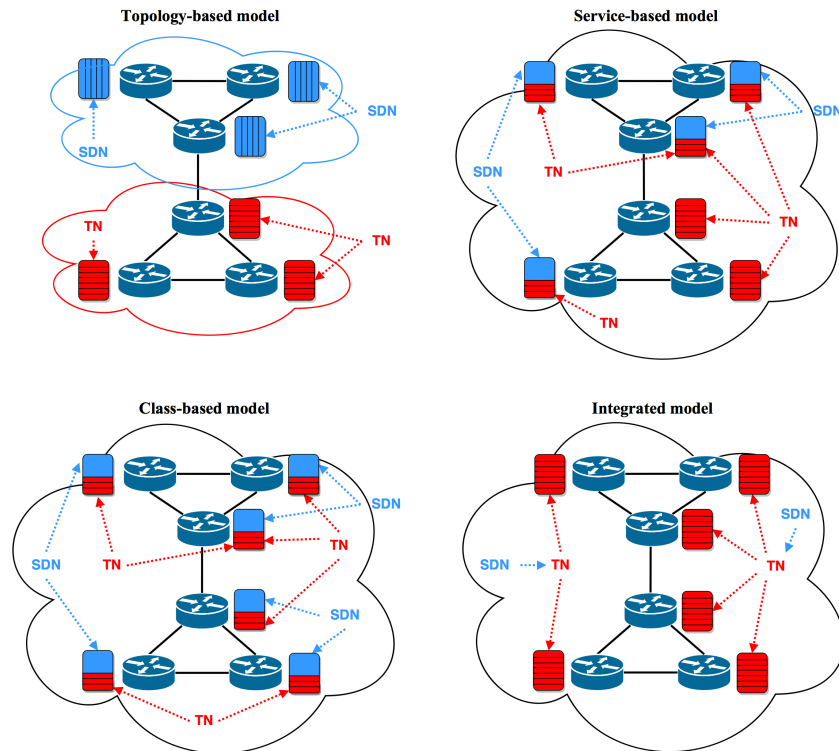 Topology-based model
SDN
SDN
TN
TN
Service-based model
SDN
SDN
TN
TN
TN
Class-based model
SDN
SDN
TN
TN
SDN
TN
Integrated model
SDN
SDN
TN
TN